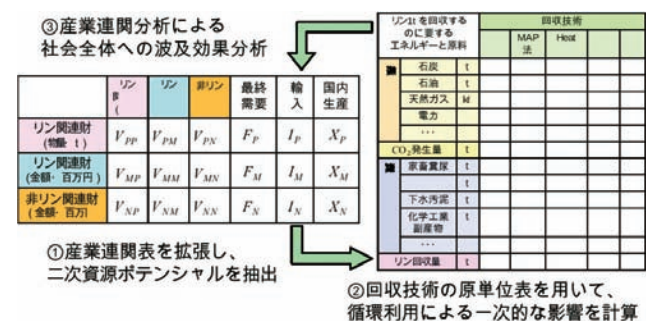 ③産業連関分析による
社会全体への波及効果分析
リン リン 非リン 最終 輸 国内
需要 入 生産
リン関連財
(物量 t)
V_PP V_PM V_PN F_P I_P X_P
リン関連財
(金額・百万円)
V_MP V_MM V_MN F_M I_M X_M
非リン関連財
(金額・百万
V_NP V_NM V_NN F_N I_N X_N
①産業連関表を拡張し、
二次資源ポテンシャルを抽出
リン1tを回収する
のに要する
エネルギーと原料
回収技術
MAP
法
Heat
石炭 t
石油 t
天然ガス
電力
…
CO₂発生量 t
家畜糞尿 t
t
下水汚泥 t
化学工業 t
副産物
…
リン回収量 t
②回収技術の原単位表を用いて、
循環利用による一次的な影響を計算